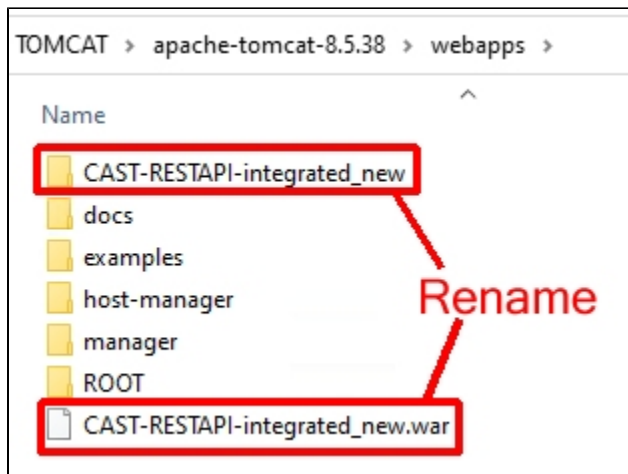 TOMCAT > apache-tomcat-8.5.38 > webapps >
Name
CAST-RESTAPI-integrated_new
docs
examples
host-manager
Rename
manager
ROOT
CAST-RESTAPI-integrated_new.war